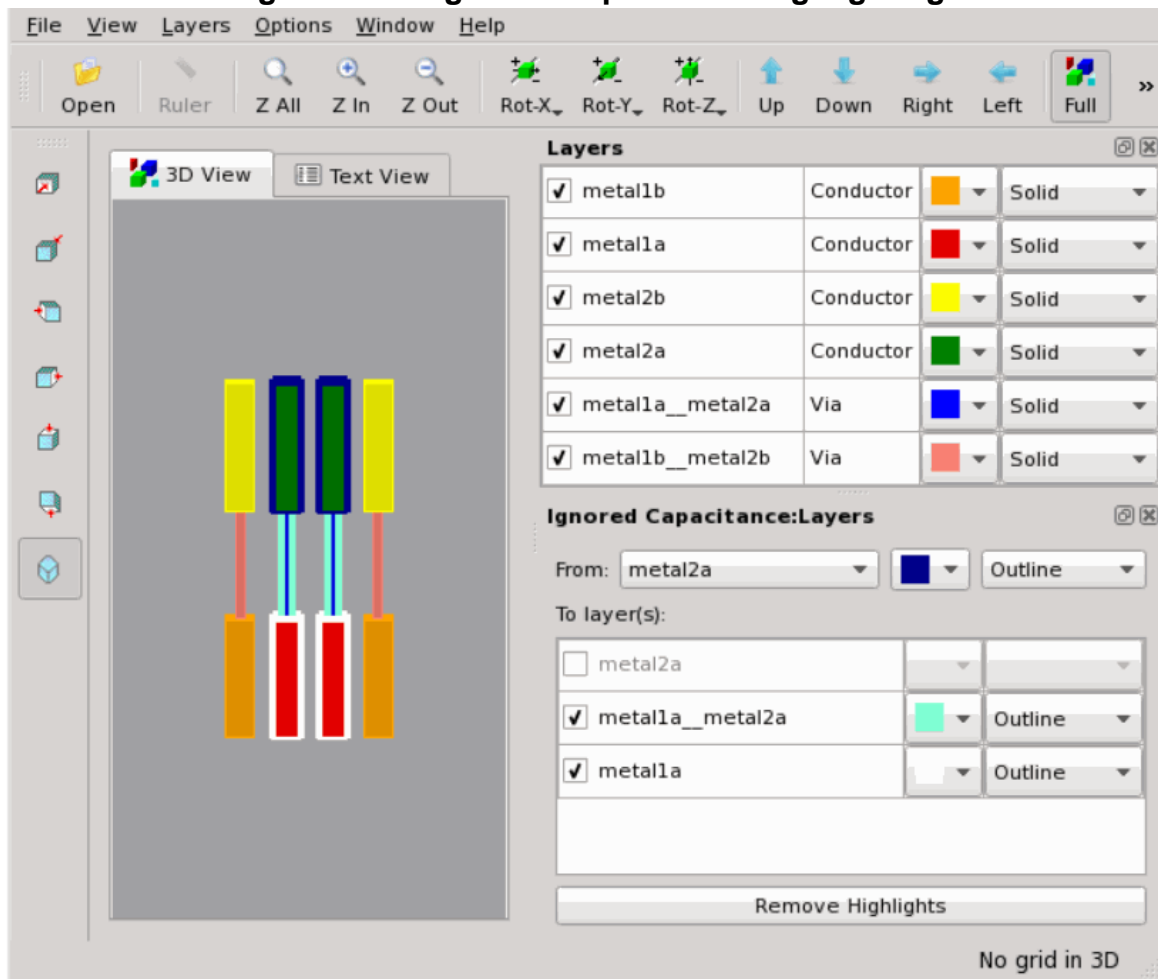 File View Layers Options Window Help
Open Ruler Z All Z In Z Out Rot-X Rot-Y Rot-Z Up Down Right Left Full »
3D View Text View
Layers
metal1b Conductor Solid
metal1a Conductor Solid
metal2b Conductor Solid
metal2a Conductor Solid
metal1a__metal2a Via Solid
metal1b__metal2b Via Solid
Ignored Capacitance:Layers
From: metal2a Outline
To layer(s):
metal2a
metal1a__metal2a Outline
metal1a Outline
Remove Highlights
No grid in 3D